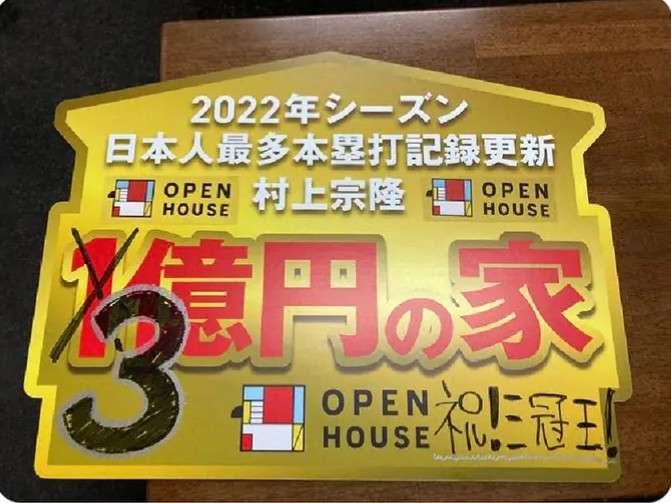 2022年シーズン
日本人最多本塁打記録更新
OPEN HOUSE 村上宗隆 OPEN HOUSE
1億円の家
3
OPEN HOUSE 祝!三冠王!